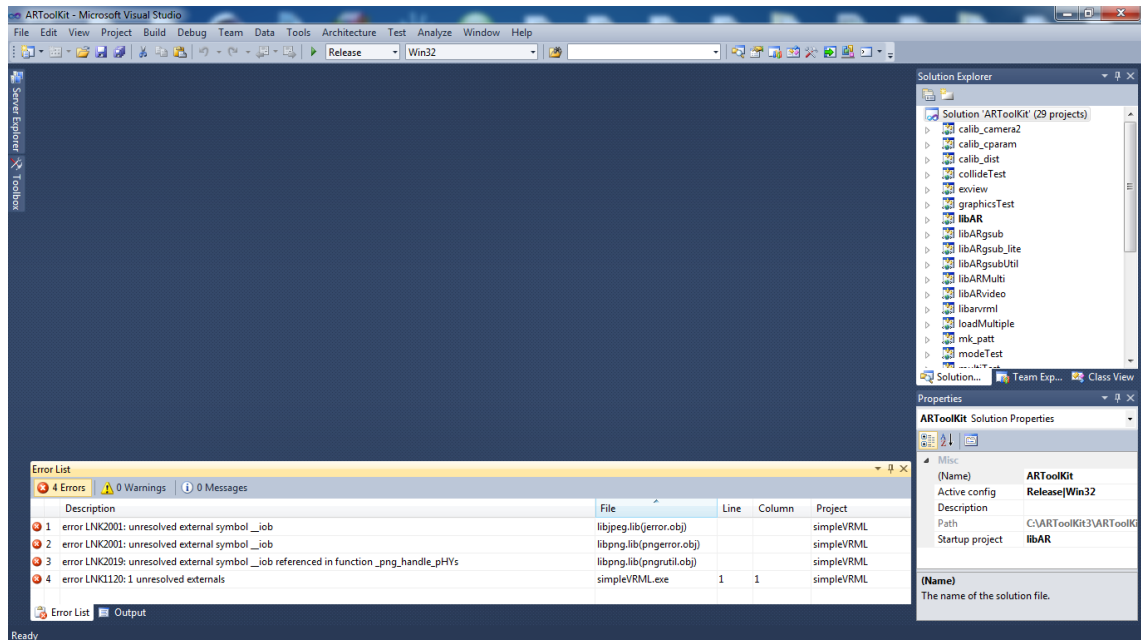 ARToolKit - Microsoft Visual Studio
File Edit View Project Build Debug Team Data Tools Architecture Test Analyze Window Help
Release Win32
Server Explorer
Toolbox
Solution Explorer
Solution 'ARToolKit' (29 projects)
calib_camera2
calib_cparam
calib_dist
collideTest
exview
graphicsTest
libAR
libARgsub
libARgsub_lite
libARgsubUtil
libARMulti
libARvideo
libarvrml
loadMultiple
mk_patt
modeTest
Solution... Team Exp... Class View
Properties
ARToolKit Solution Properties
Misc
(Name) ARToolKit
Active config Release|Win32
Description
Path C:\ARToolKit3\ARToolKi
Startup project libAR
(Name)
The name of the solution file.
Error List
4 Errors 0 Warnings 0 Messages
Description File Line Column Project
1 error LNK2001: unresolved external symbol __iob libjpeg.lib(jerror.obj) simpleVRML
2 error LNK2001: unresolved external symbol __iob libpng.lib(pngerror.obj) simpleVRML
3 error LNK2019: unresolved external symbol __iob referenced in function _png_handle_pHYs libpng.lib(pngrutil.obj) simpleVRML
4 error LNK1120: 1 unresolved externals simpleVRML.exe 1 1 simpleVRML
Error List Output
Ready